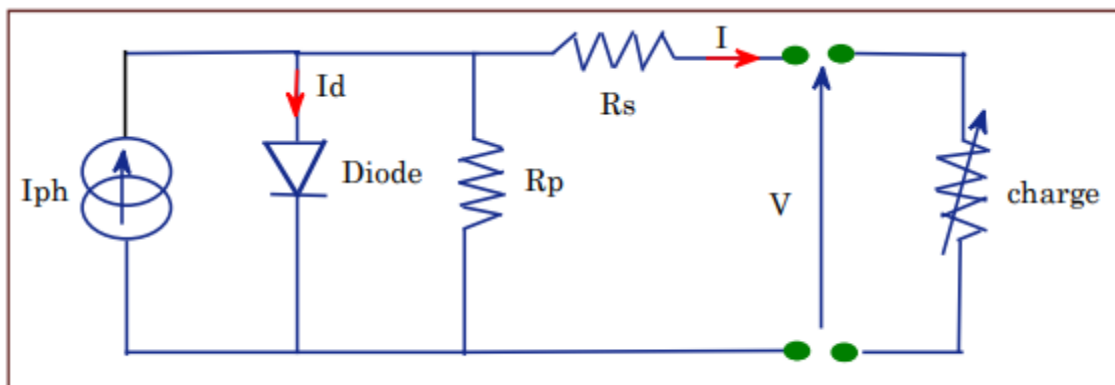 I
Id
Rs
Iph
Diode
Rp
V
charge